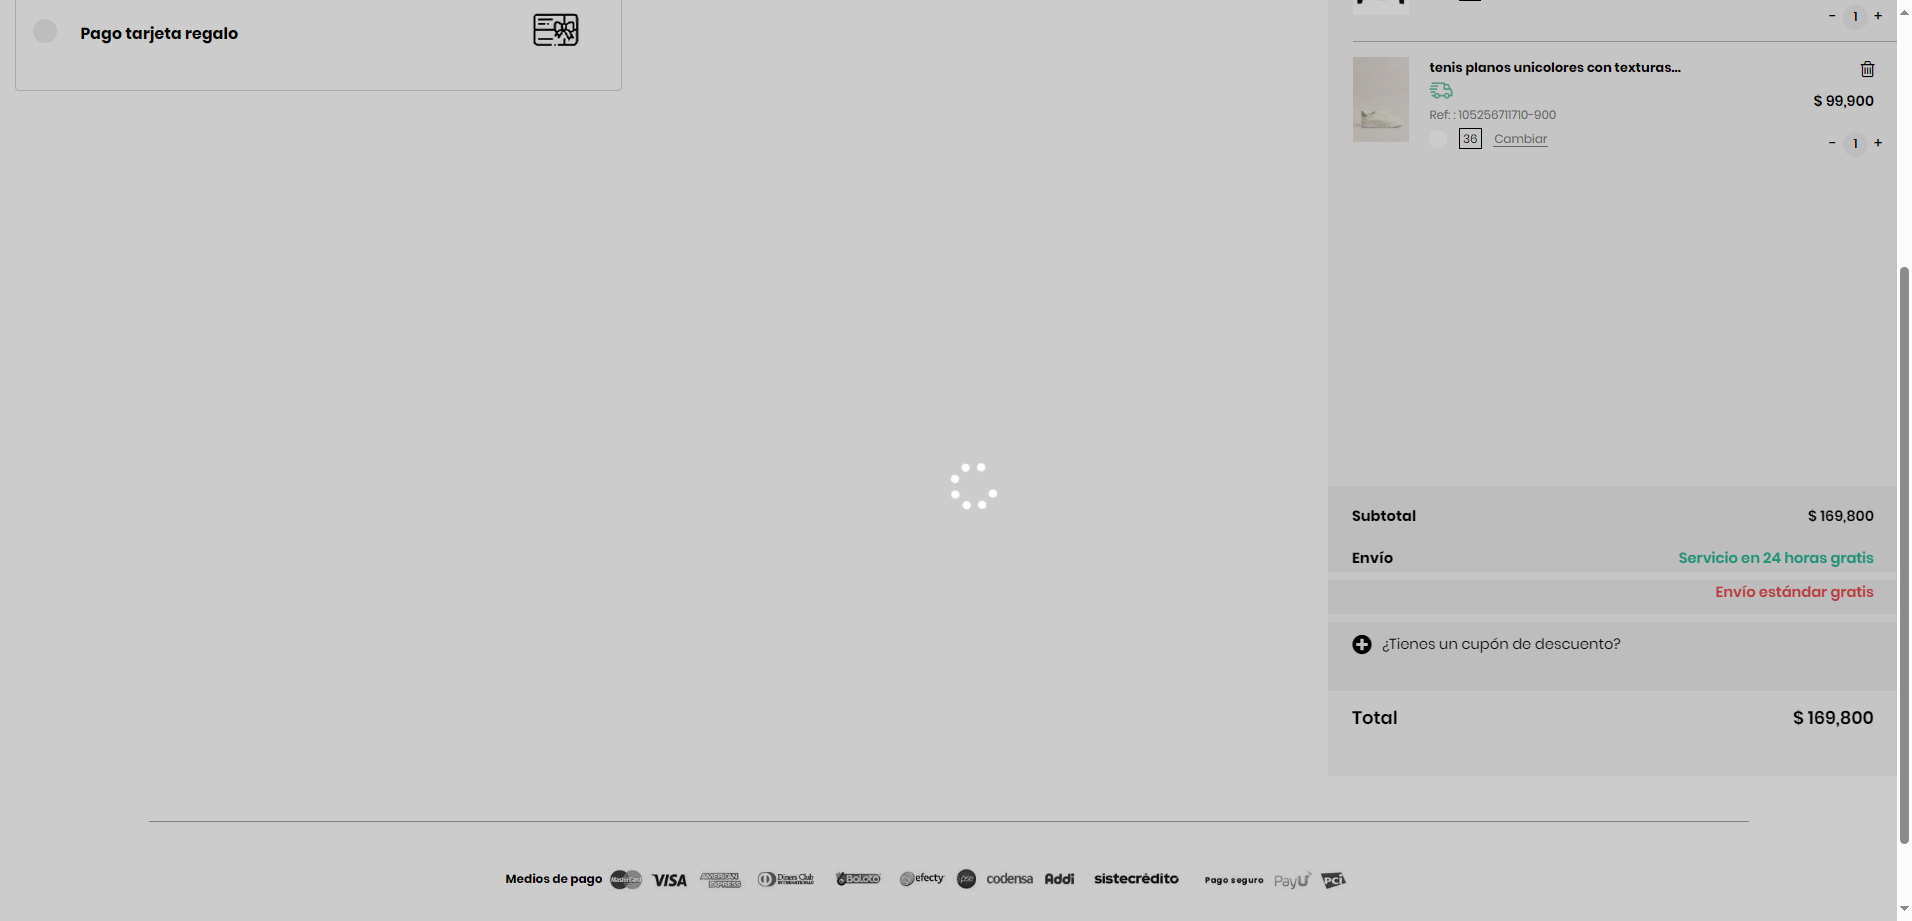 Pago tarjeta regalo
- 1 +
tenis planos unicolores con texturas...
$ 99,900
Ref: : 105256711710-900
36 Cambiar
- 1 +
Subtotal $ 169,800
Envío Servicio en 24 horas gratis
Envío estándar gratis
¿Tienes un cupón de descuento?
Total $ 169,800
Medios de pago MasterCard VISA AMERICAN EXPRESS Diners Club INTERNATIONAL Baloto efecty pse codensa Addi sistecrédito Pago seguro PayU PCI